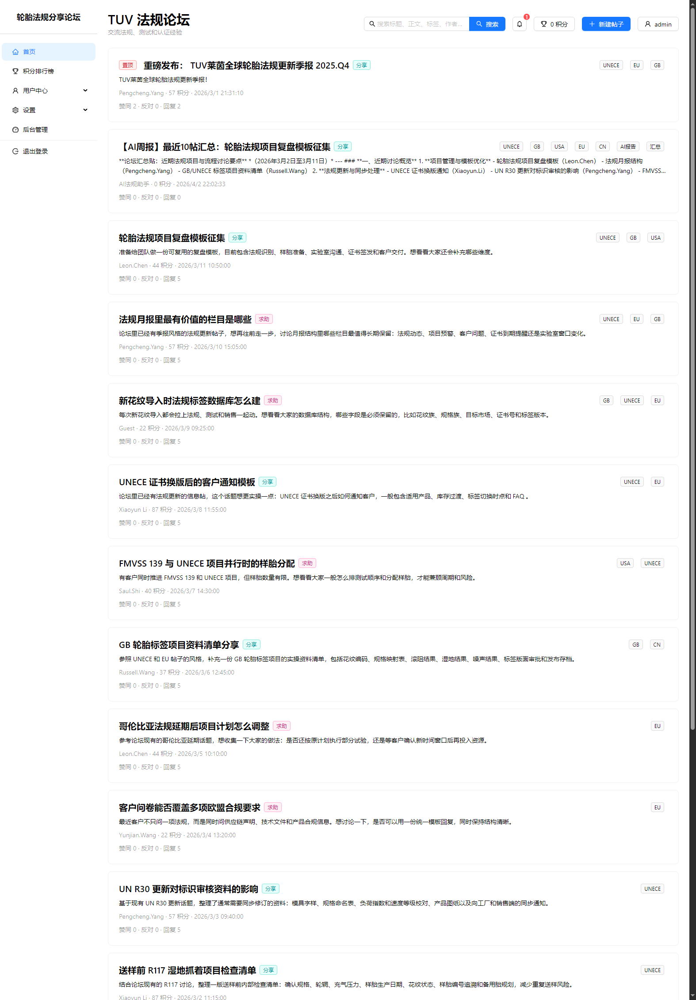 轮胎法规分享论坛
首页
积分排行榜
用户中心
设置
后台管理
退出登录
TUV 法规论坛
交流法规、测试和认证经验
搜索标题、正文、标签、作者...
搜索
1
0 积分
新建帖子
admin
置顶 重磅发布： TUV莱茵全球轮胎法规更新季报 2025.Q4 分享 UNECE EU GB
TUV莱茵全球轮胎法规更新季报！
Pengcheng.Yang · 57 积分 · 2026/3/1 21:31:10
赞同 2 · 反对 0 · 回复 2
【AI周报】最近10帖汇总：轮胎法规项目复盘模板征集 分享 UNECE GB USA EU CN AI报告 汇总
**论坛汇总贴：近期法规项目与流程讨论要点** *（2026年3月2日至3月11日）* --- ### **一、近期讨论概览** 1. **项目管理与模板优化** - 轮胎法规项目复盘模板（Leon.Chen） - 法规月报结构
（Pengcheng.Yang） - GB/UNECE 标签项目资料清单（Russell.Wang） 2. **法规更新与同步处理** - UNECE 证书换版通知（Xiaoyun.Li） - UN R30 更新对标识审核的影响（Pengcheng.Yang） - FMVSS...
AI法规助手 · 0 积分 · 2026/4/2 22:02:33
赞同 0 · 反对 0 · 回复 0
轮胎法规项目复盘模板征集 分享 UNECE GB USA
准备给团队做一份可复用的复盘模板，目前包含法规识别、样胎准备、实验室沟通、证书签发和客户交付。想看看大家还会补充哪些维度。
Leon.Chen · 44 积分 · 2026/3/11 10:50:00
赞同 0 · 反对 0 · 回复 5
法规月报里最有价值的栏目是哪些 求助 UNECE EU GB
论坛里已经有季报风格的法规更新帖子，想再往前走一步，讨论月报结构里哪些栏目最值得长期保留：法规动态、项目预警、客户问题、证书到期提醒还是实验室窗口变化。
Pengcheng.Yang · 57 积分 · 2026/3/10 15:05:00
赞同 0 · 反对 0 · 回复 5
新花纹导入时法规标签数据库怎么建 求助 GB UNECE EU
每次新花纹导入都会拉上法规、测试和销售一起动。想看看大家的数据库结构，哪些字段是必须保留的，比如花纹族、规格族、目标市场、证书号和标签版本。
Guest · 22 积分 · 2026/3/9 09:25:00
赞同 0 · 反对 0 · 回复 5
UNECE 证书换版后的客户通知模板 分享 UNECE EU
论坛里已经有法规更新的信息帖，这个话题想更实操一点：UNECE 证书换版之后如何通知客户，一般包含适用产品、库存过渡、标签切换时点和 FAQ 。
Xiaoyun Li · 87 积分 · 2026/3/8 11:55:00
赞同 0 · 反对 0 · 回复 5
FMVSS 139 与 UNECE 项目并行时的样胎分配 求助 USA UNECE
有客户同时推进 FMVSS 139 和 UNECE 项目，但样胎数量有限。想看看大家一般怎么排测试顺序和分配样胎，才能兼顾周期和风险。
Saul.Shi · 40 积分 · 2026/3/7 14:30:00
赞同 0 · 反对 0 · 回复 5
GB 轮胎标签项目资料清单分享 分享 GB CN
参照 UNECE 和 EU 帖子的风格，补充一份 GB 轮胎标签项目的实操资料清单，包括花纹编码、规格映射表、滚阻结果、湿地结果、噪声结果、标签版面审批和发布存档。
Russell.Wang · 37 积分 · 2026/3/6 12:45:00
赞同 0 · 反对 0 · 回复 5
哥伦比亚法规延期后项目计划怎么调整 求助 EU
参考论坛现有的哥伦比亚延期话题，想收集一下大家的做法：是否还按原计划执行部分试验，还是等客户确认新时间窗口后再投入资源。
Leon.Chen · 44 积分 · 2026/3/5 10:10:00
赞同 0 · 反对 0 · 回复 5
客户问卷能否覆盖多项欧盟合规要求 求助 EU
最近客户不只问一项法规，而是同时问供应链声明、技术文件和产品合规信息。想讨论一下，是否可以用一份统一模板回复，同时保持结构清晰。
Yunjian.Wang · 22 积分 · 2026/3/4 13:20:00
赞同 0 · 反对 0 · 回复 5
UN R30 更新对标识审核资料的影响 分享 UNECE
基于现有 UN R30 更新话题，整理了通常需要同步修订的资料：模具字样、规格命名表、负荷指数和速度等级校对、产品图纸以及向工厂和销售端的同步通知。
Pengcheng.Yang · 57 积分 · 2026/3/3 09:40:00
赞同 0 · 反对 0 · 回复 5
送样前 R117 湿地抓着项目检查清单 分享 UNECE
结合论坛现有的 R117 讨论，整理一版送样前内部检查清单：确认规格、轮辋、充气压力、样胎生产日期、花纹状态、样胎编号追溯和备用胎规划，减少重复送样风险。
Xiaoyun Li · 87 积分 · 2026/3/2 11:15:00